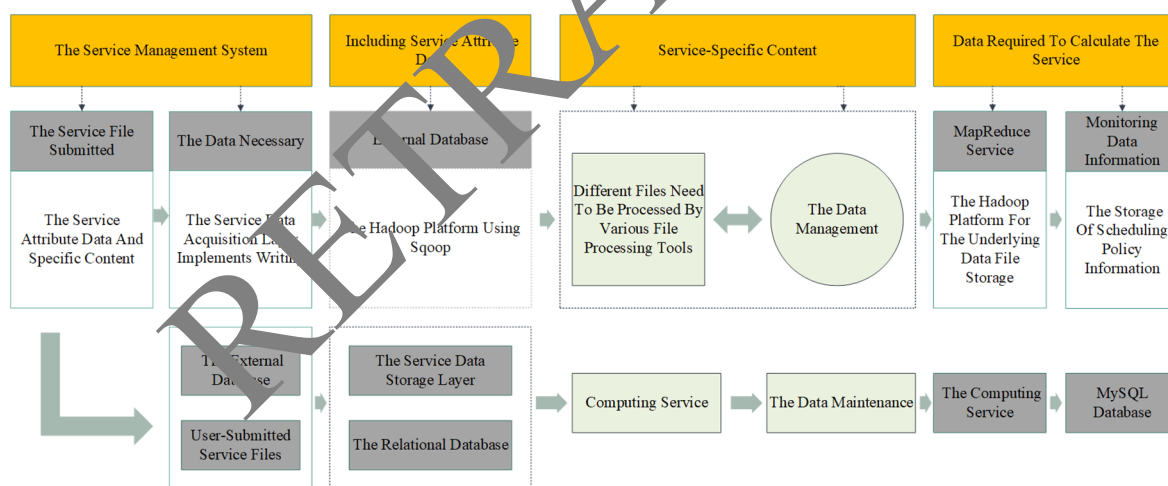 The Service Management System
Including Service Attribute
Service-Specific Content
Data Required To Calculate The
Service
The Service File
Submitted
The Data Necessary
External Database
MapReduce
Service
Monitoring
Data
Information
The Service
Attribute Data And
Specific Content
The Service Data
Acquisition Layer
Implements Writing
The Hadoop Platform Using
Sqoop
Different Files Need
To Be Processed By
Various File
Processing Tools
The Data
Management
The Hadoop
Platform For
The Underlying
Data File
Storage
The Storage
Of Scheduling
Policy
Information
The External
Database
User-Submitted
Service Files
The Service Data
Storage Layer
The Relational Database
Computing Service
The Data Maintenance
The Computing
Service
MySQL
Database